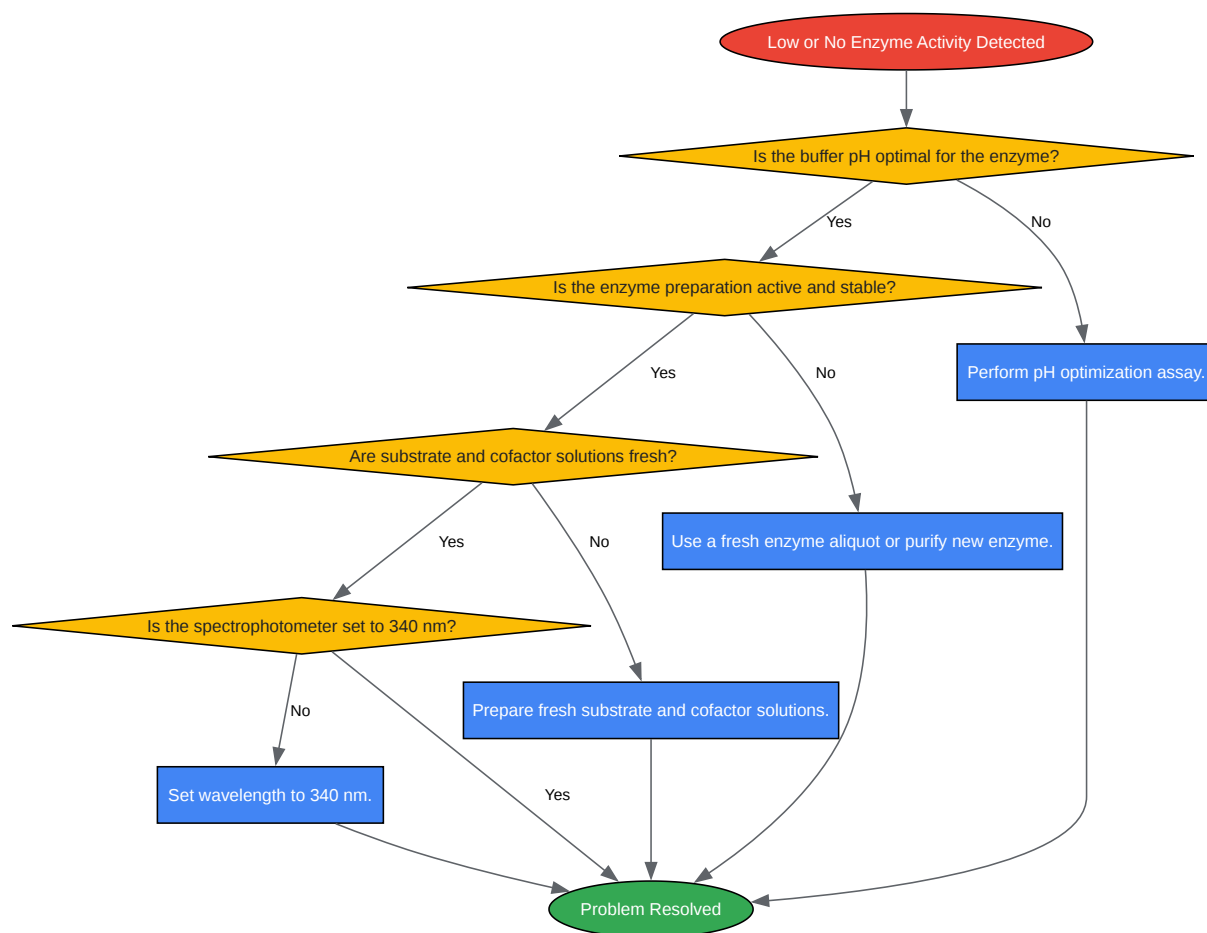 Low or No Enzyme Activity Detected
Is the buffer pH optimal for the enzyme?
Yes
No
Is the enzyme preparation active and stable?
Yes
No
Perform pH optimization assay.
Are substrate and cofactor solutions fresh?
Yes
No
Use a fresh enzyme aliquot or purify new enzyme.
Is the spectrophotometer set to 340 nm?
No
Yes
Prepare fresh substrate and cofactor solutions.
Set wavelength to 340 nm.
Problem Resolved